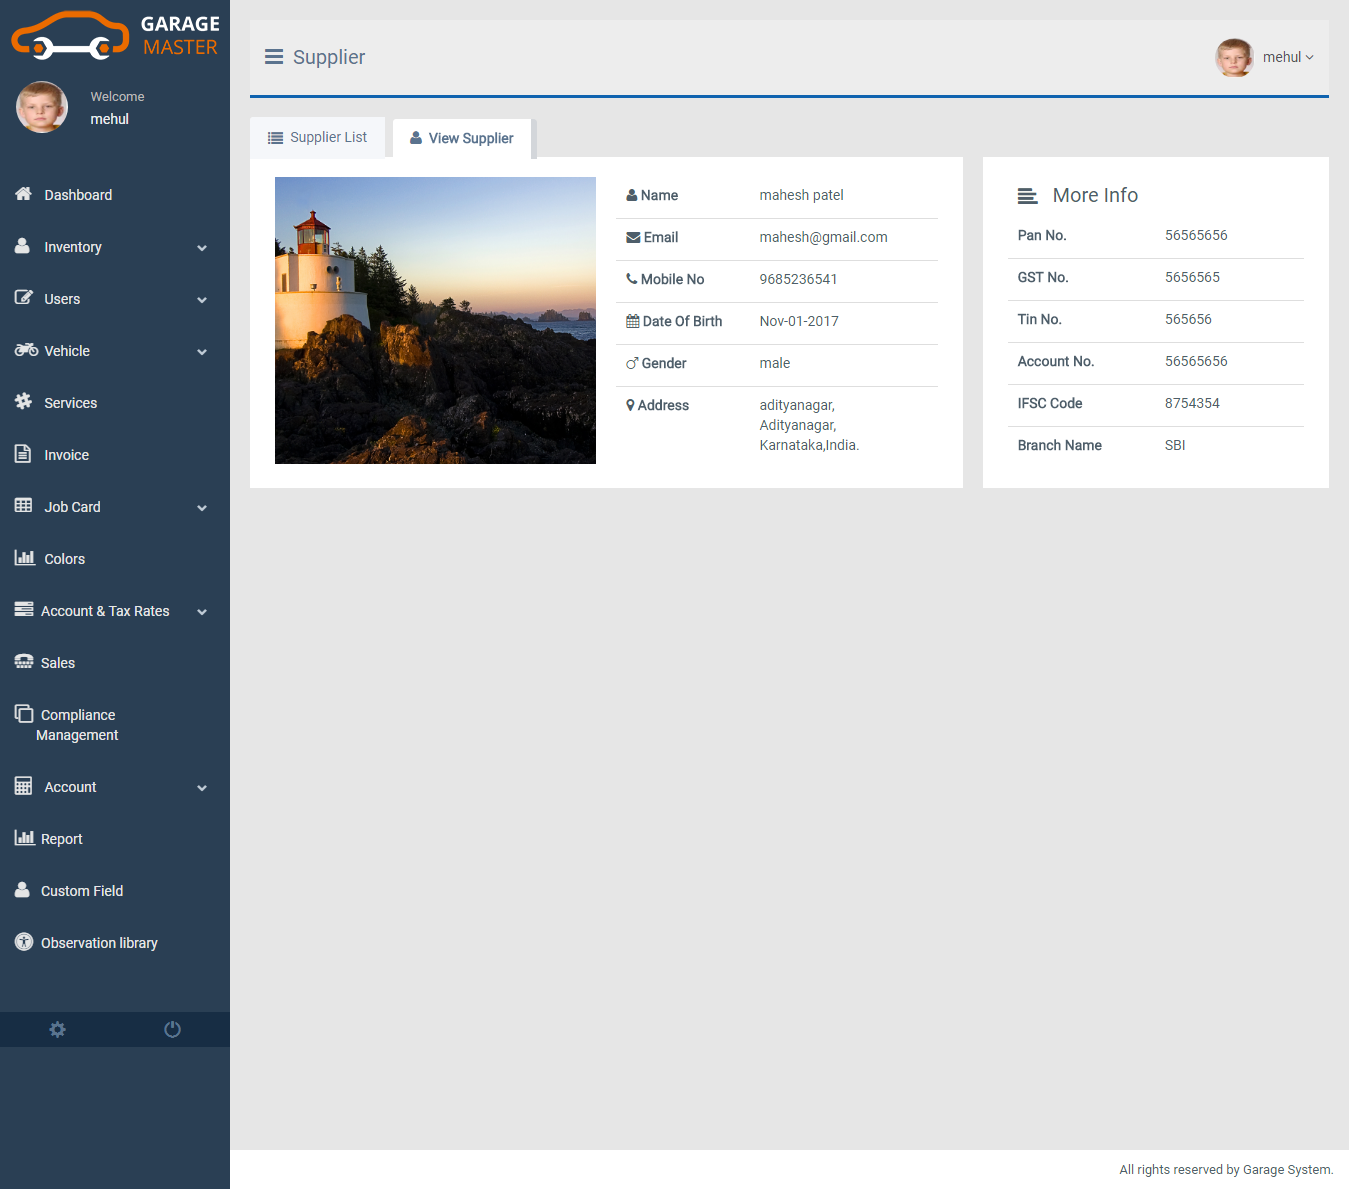 GARAGE
MASTER
Welcome
mehul
Dashboard
Inventory
Users
Vehicle
Services
Invoice
Job Card
Colors
Account & Tax Rates
Sales
Compliance
Management
Account
Report
Custom Field
Observation library
Supplier
mehul
Supplier List
View Supplier
Name mahesh patel
Email mahesh@gmail.com
Mobile No 9685236541
Date Of Birth Nov-01-2017
Gender male
Address adityanagar,
Adityanagar,
Karnataka,India.
More Info
Pan No. 56565656
GST No. 5656565
Tin No. 565656
Account No. 56565656
IFSC Code 8754354
Branch Name SBI
All rights reserved by Garage System.